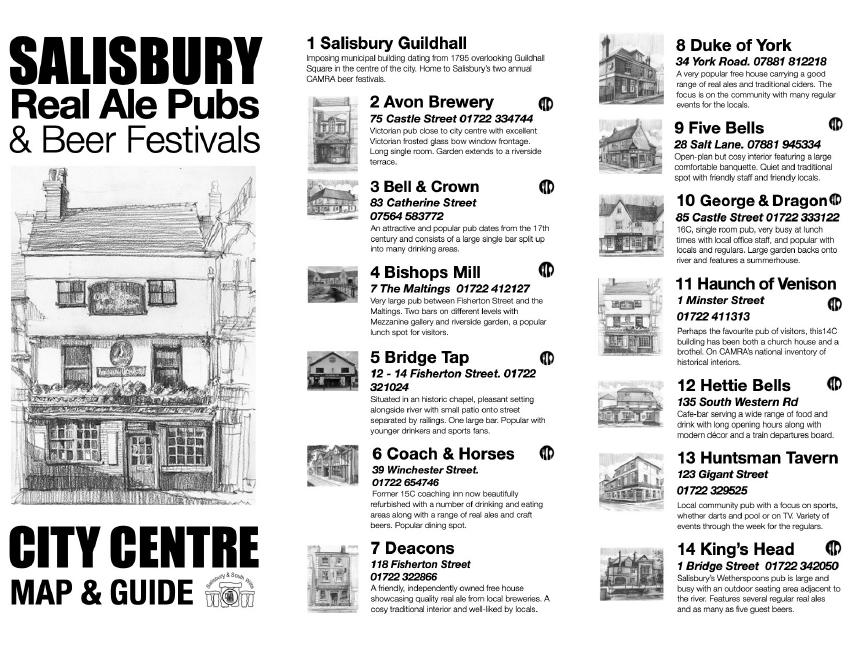 SALISBURY
Real Ale Pubs
& Beer Festivals
CITY CENTRE
MAP & GUIDE
Salisbury & South Wilts
1 Salisbury Guildhall
Imposing municipal building dating from 1795 overlooking Guildhall
Square in the centre of the city. Home to Salisbury's two annual
CAMRA beer festivals.
2 Avon Brewery
75 Castle Street 01722 334744
Victorian pub close to city centre with excellent
Victorian frosted glass bow window frontage.
Long single room. Garden extends to a riverside
terrace.
3 Bell & Crown
83 Catherine Street
07564 583772
An attractive and popular pub dates from the 17th
century and consists of a large single bar split up
into many drinking areas.
4 Bishops Mill
7 The Maltings 01722 412127
Very large pub between Fisherton Street and the
Maltings. Two bars on different levels with
Mezzanine gallery and riverside garden, a popular
lunch spot for visitors.
5 Bridge Tap
12 - 14 Fisherton Street. 01722
321024
Situated in an historic chapel, pleasant setting
alongside river with small patio onto street
separated by railings. One large bar. Popular with
younger drinkers and sports fans.
6 Coach & Horses
39 Winchester Street.
01722 654746
Former 15C coaching inn now beautifully
refurbished with a number of drinking and eating
areas along with a range of real ales and craft
beers. Popular dining spot.
7 Deacons
118 Fisherton Street
01722 322866
A friendly, independently owned free house
showcasing quality real ale from local breweries. A
cosy traditional interior and well-liked by locals.
8 Duke of York
34 York Road. 07881 812218
A very popular free house carrying a good
range of real ales and traditional ciders. The
focus is on the community with many regular
events for the locals.
9 Five Bells
28 Salt Lane. 07881 945334
Open-plan but cosy interior featuring a large
comfortable banquette. Quiet and traditional
spot with friendly staff and friendly locals.
10 George & Dragon
85 Castle Street 01722 333122
16C, single room pub, very busy at lunch
times with local office staff, and popular with
locals and regulars. Large garden backs onto
river and features a summerhouse.
11 Haunch of Venison
1 Minster Street
01722 411313
Perhaps the favourite pub of visitors, this14C
building has been both a church house and a
brothel. On CAMRA's national inventory of
historical interiors.
12 Hettie Bells
135 South Western Rd
Cafe-bar serving a wide range of food and
drink with long opening hours along with
modern décor and a train departures board.
13 Huntsman Tavern
123 Gigant Street
01722 329525
Local community pub with a focus on sports,
whether darts and pool or on TV. Variety of
events through the week for the regulars.
14 King's Head
1 Bridge Street 01722 342050
Salisbury's Wetherspoons pub is large and
busy with an outdoor seating area adjacent to
the river. Features several regular real ales
and as many as five guest beers.